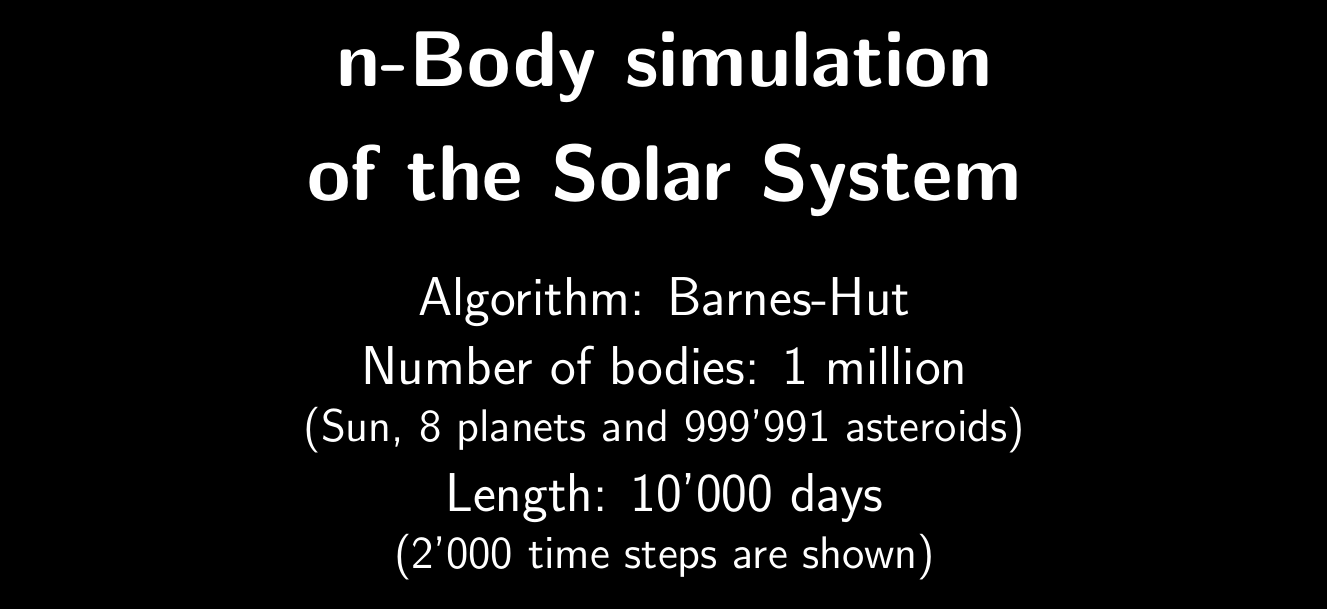 n-Body simulation
of the Solar System
Algorithm: Barnes-Hut
Number of bodies: 1 million
(Sun, 8 planets and 999'991 asteroids)
Length: 10'000 days
(2'000 time steps are shown)